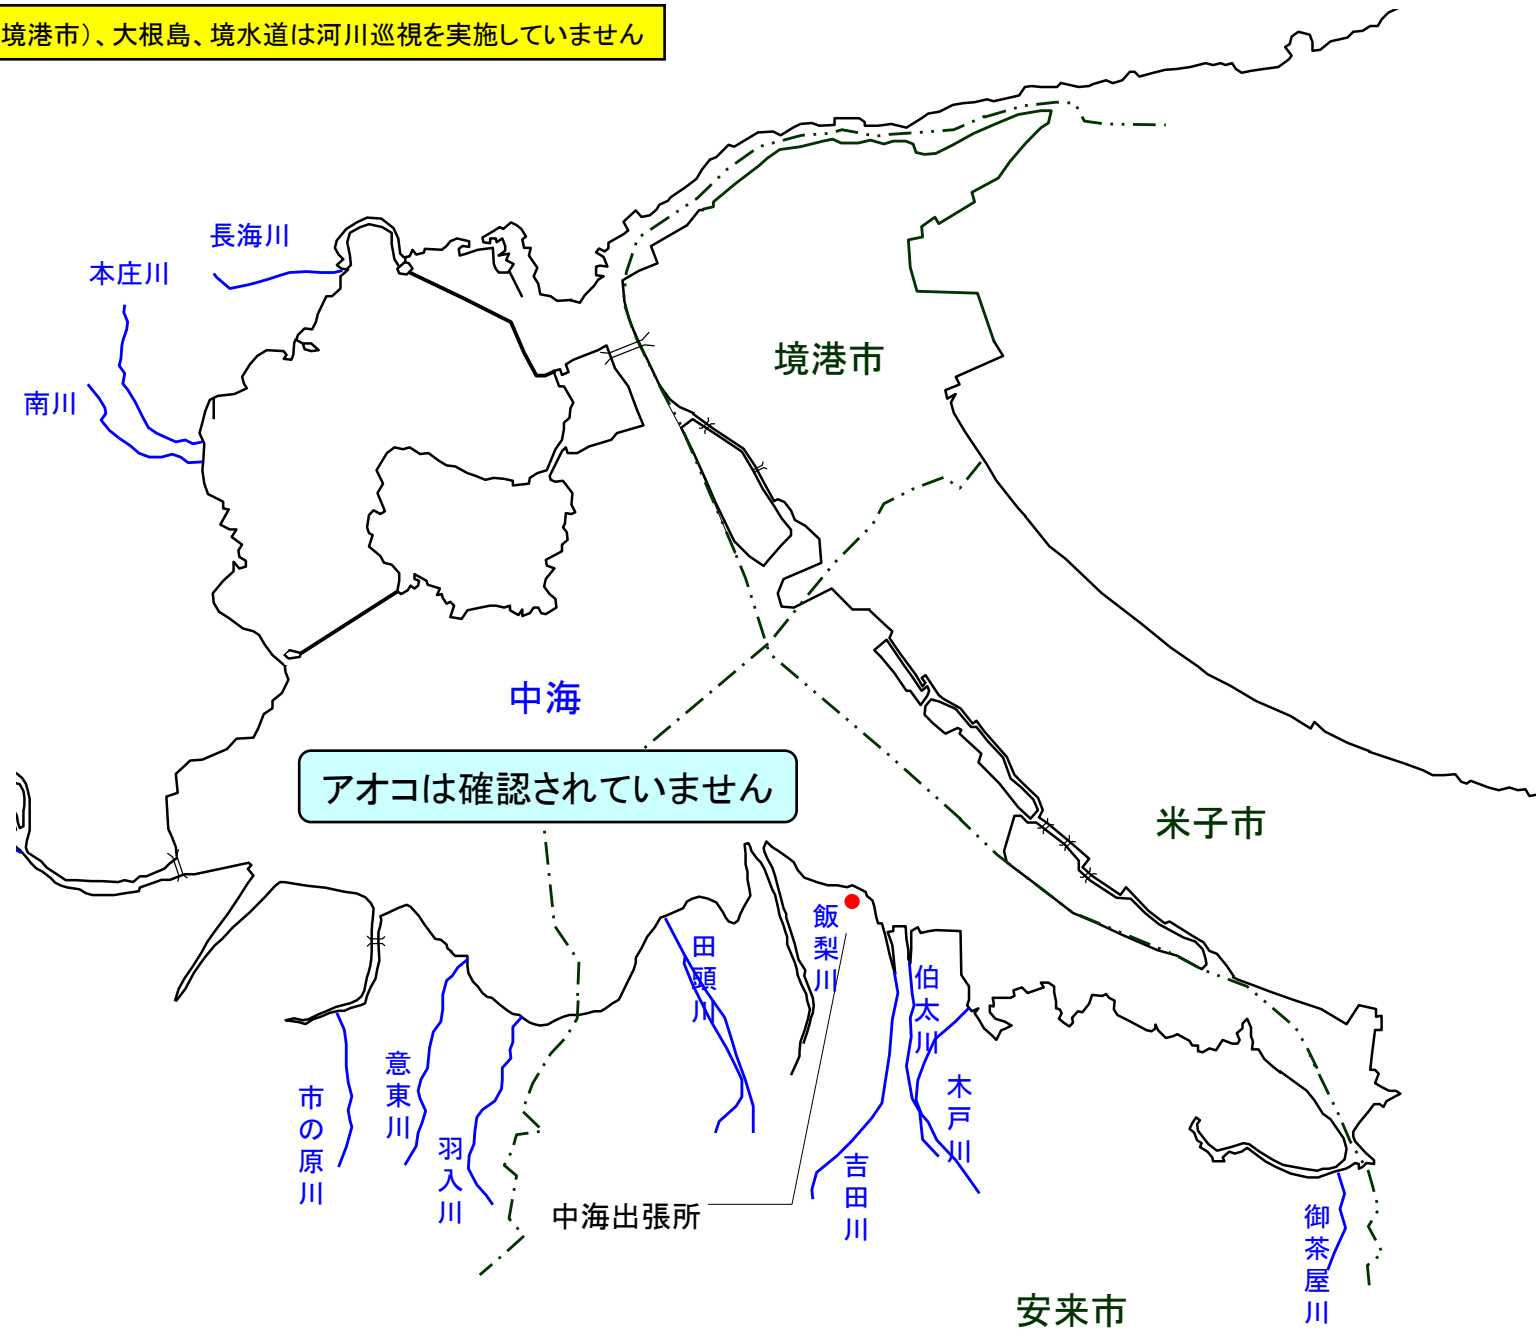 境港市)、大根島、境水道は河川巡視を実施していません
長海川
本庄川
南川
境港市
中海
アオコは確認されていません
米子市
田頭川
飯梨川
伯太川
木戸川
意東川
市の原川
羽入川
吉田川
中海出張所
御茶屋川
安来市